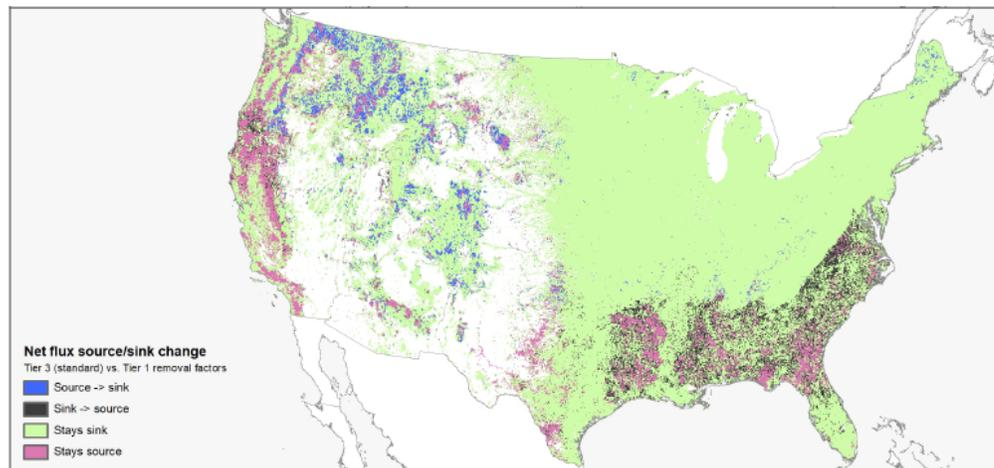 Net flux source/sink change
Tier 3 (standard) vs. Tier 1 removal factors
Source -> sink
Sink -> source
Stays sink
Stays source